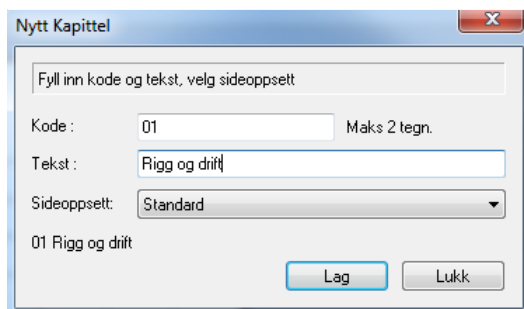 Nytt Kapittel
Fyll inn kode og tekst, velg sideoppsett
Kode : 01 Maks 2 tegn.
Tekst : Rigg og drift
Sideoppsett: Standard
01 Rigg og drift
Lag Lukk